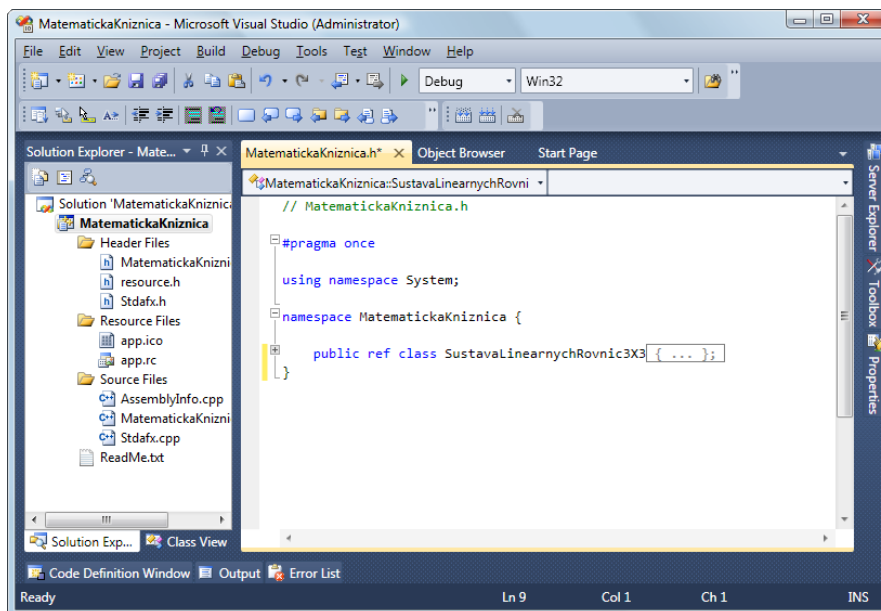 MatematickaKniznica - Microsoft Visual Studio (Administrator)
File Edit View Project Build Debug Tools Test Window Help
Debug Win32
Solution Explorer - Mate...
MatematickaKniznica.h* Object Browser Start Page
MatematickaKniznica::SustavaLinearnychRovni
Solution 'MatematickaKniznica
MatematickaKniznica
Header Files
MatematickaKnizni
resource.h
Stdafx.h
Resource Files
app.ico
app.rc
Source Files
AssemblyInfo.cpp
MatematickaKnizni
Stdafx.cpp
ReadMe.txt
// MatematickaKniznica.h
#pragma once
using namespace System;
namespace MatematickaKniznica {
public ref class SustavaLinearnychRovnic3X3 { ... };
}
Server Explorer
Toolbox
Properties
Solution Exp... Class View
Code Definition Window Output Error List
Ready Ln 9 Col 1 Ch 1 INS